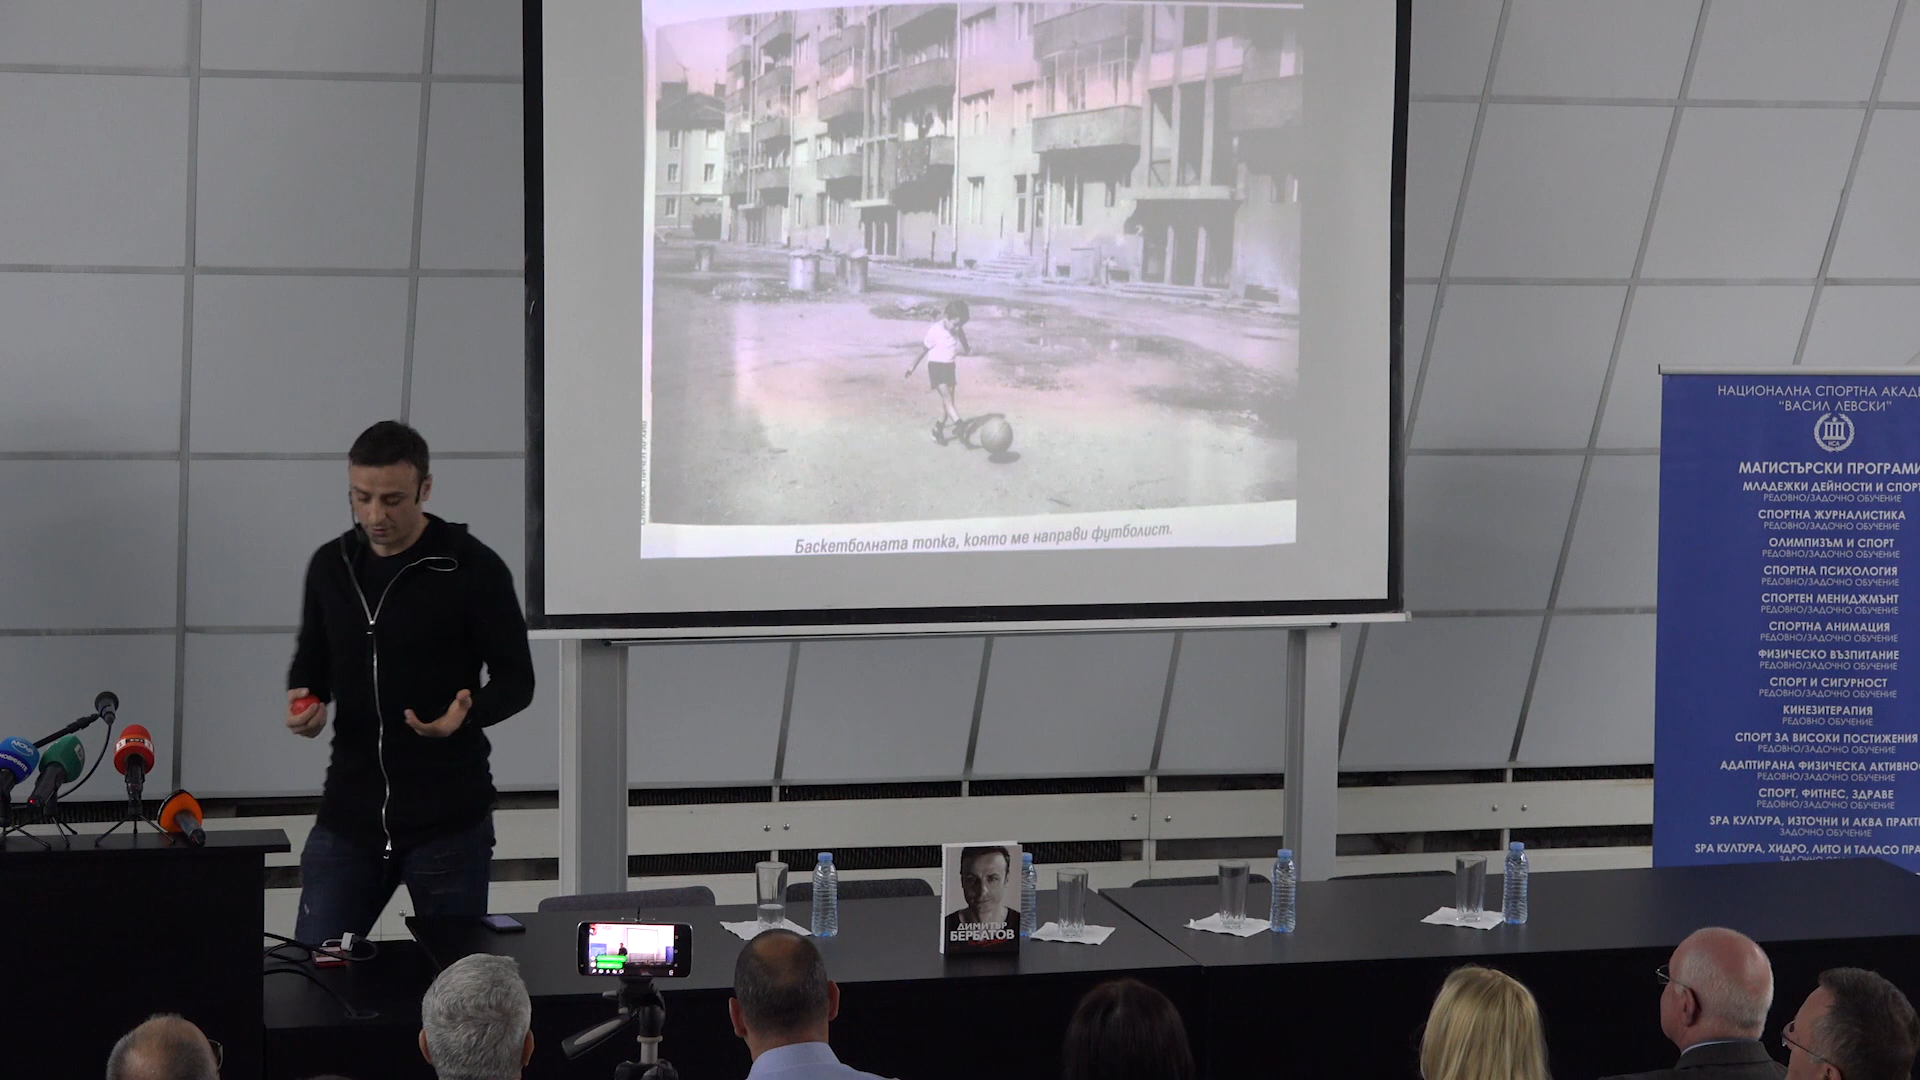 Баскетболната топка, която ме направи футболист.
НАЦИОНАЛНА СПОРТНА АКАД
"ВАСИЛ ЛЕВСКИ"
НСА
МАГИСТЪРСКИ ПРОГРАМИ
МЛАДЕЖКИ ДЕЙНОСТИ И СПОРТ
РЕДОВНО/ЗАДОЧНО ОБУЧЕНИЕ
СПОРТНА ЖУРНАЛИСТИКА
РЕДОВНО/ЗАДОЧНО ОБУЧЕНИЕ
ОЛИМПИЗЪМ И СПОРТ
РЕДОВНО/ЗАДОЧНО ОБУЧЕНИЕ
СПОРТНА ПСИХОЛОГИЯ
РЕДОВНО/ЗАДОЧНО ОБУЧЕНИЕ
СПОРТЕН МЕНИДЖМЪНТ
РЕДОВНО/ЗАДОЧНО ОБУЧЕНИЕ
СПОРТНА АНИМАЦИЯ
РЕДОВНО/ЗАДОЧНО ОБУЧЕНИЕ
ФИЗИЧЕСКО ВЪЗПИТАНИЕ
РЕДОВНО/ЗАДОЧНО ОБУЧЕНИЕ
СПОРТ И СИГУРНОСТ
РЕДОВНО/ЗАДОЧНО ОБУЧЕНИЕ
КИНЕЗИТЕРАПИЯ
РЕДОВНО ОБУЧЕНИЕ
СПОРТ ЗА ВИСОКИ ПОСТИЖЕНИЯ
РЕДОВНО/ЗАДОЧНО ОБУЧЕНИЕ
АДАПТИРАНА ФИЗИЧЕСКА АКТИВНОС
РЕДОВНО/ЗАДОЧНО ОБУЧЕНИЕ
СПОРТ, ФИТНЕС, ЗДРАВЕ
РЕДОВНО/ЗАДОЧНО ОБУЧЕНИЕ
SPA КУЛТУРА, ИЗТОЧНИ И АКВА ПРАКТ
ЗАДОЧНО ОБУЧЕНИЕ
SPA КУЛТУРА, ХИДРО, ЛИТО И ТАЛАСО ПРА
NOVA
ДИМИТЪР
БЕРБАТОВ